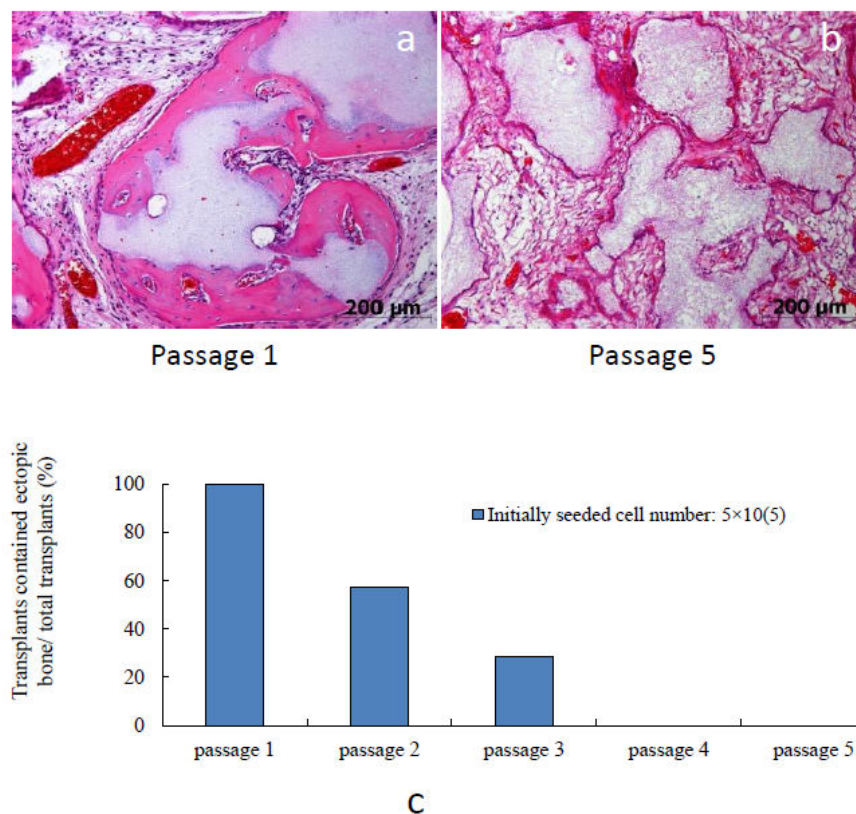 a
b
200 µm
200 µm
Passage 1
Passage 5
Transplants contained ectopic
bone/ total transplants (%)
100
80
60
40
20
0
Initially seeded cell number: 5×10(5)
passage 1
passage 2
passage 3
passage 4
passage 5
C